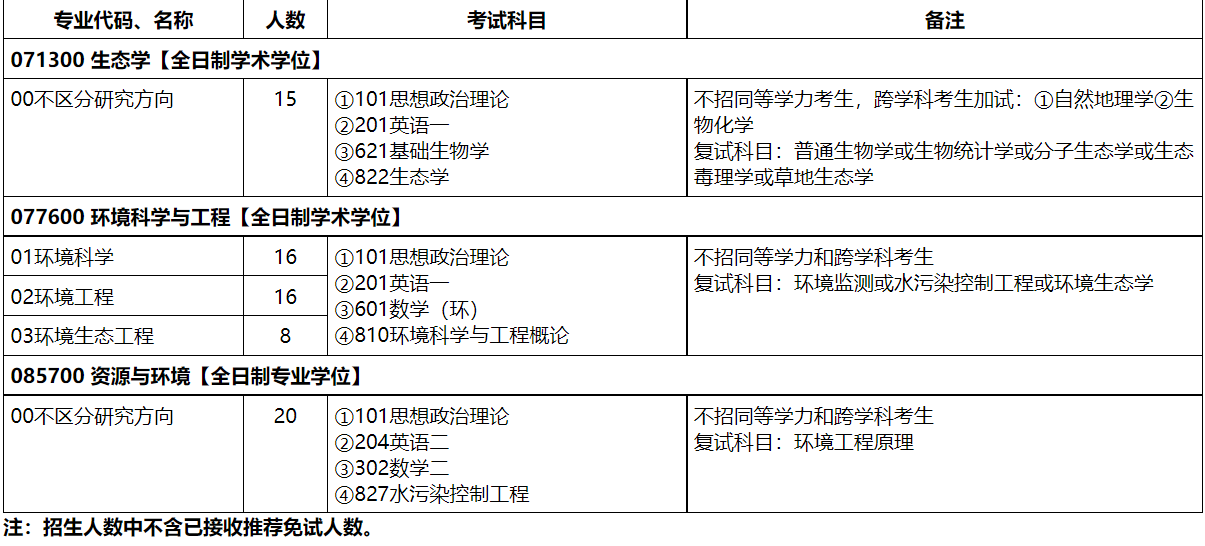 专业代码、名称 人数 考试科目 备注
071300 生态学【全日制学术学位】
00不区分研究方向 15 ①101思想政治理论 不招同等学力考生，跨学科考生加试：①自然地理学②生
②201英语一 物化学
③621基础生物学 复试科目：普通生物学或生物统计学或分子生态学或生态
④822生态学 毒理学或草地生态学
077600 环境科学与工程【全日制学术学位】
01环境科学 16 ①101思想政治理论 不招同等学力和跨学科考生
02环境工程 16 ②201英语一 复试科目：环境监测或水污染控制工程或环境生态学
③601数学（环）
03环境生态工程 8 ④810环境科学与工程概论
085700 资源与环境【全日制专业学位】
00不区分研究方向 20 ①101思想政治理论 不招同等学力和跨学科考生
②204英语二 复试科目：环境工程原理
③302数学二
④827水污染控制工程
注：招生人数中不含已接收推荐免试人数。